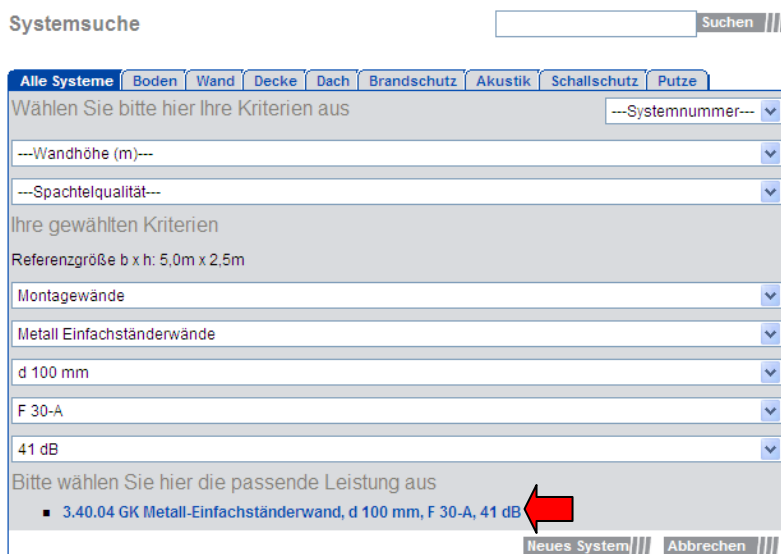 Systemsuche
Suchen
Alle Systeme Boden Wand Decke Dach Brandschutz Akustik Schallschutz Putze
Wählen Sie bitte hier Ihre Kriterien aus
---Systemnummer---
---Wandhöhe (m)---
---Spachtelqualität---
Ihre gewählten Kriterien
Referenzgröße b x h: 5,0m x 2,5m
Montagewände
Metall Einfachständerwände
d 100 mm
F 30-A
41 dB
Bitte wählen Sie hier die passende Leistung aus
3.40.04 GK Metall-Einfachständerwand, d 100 mm, F 30-A, 41 dB
Neues System Abbrechen